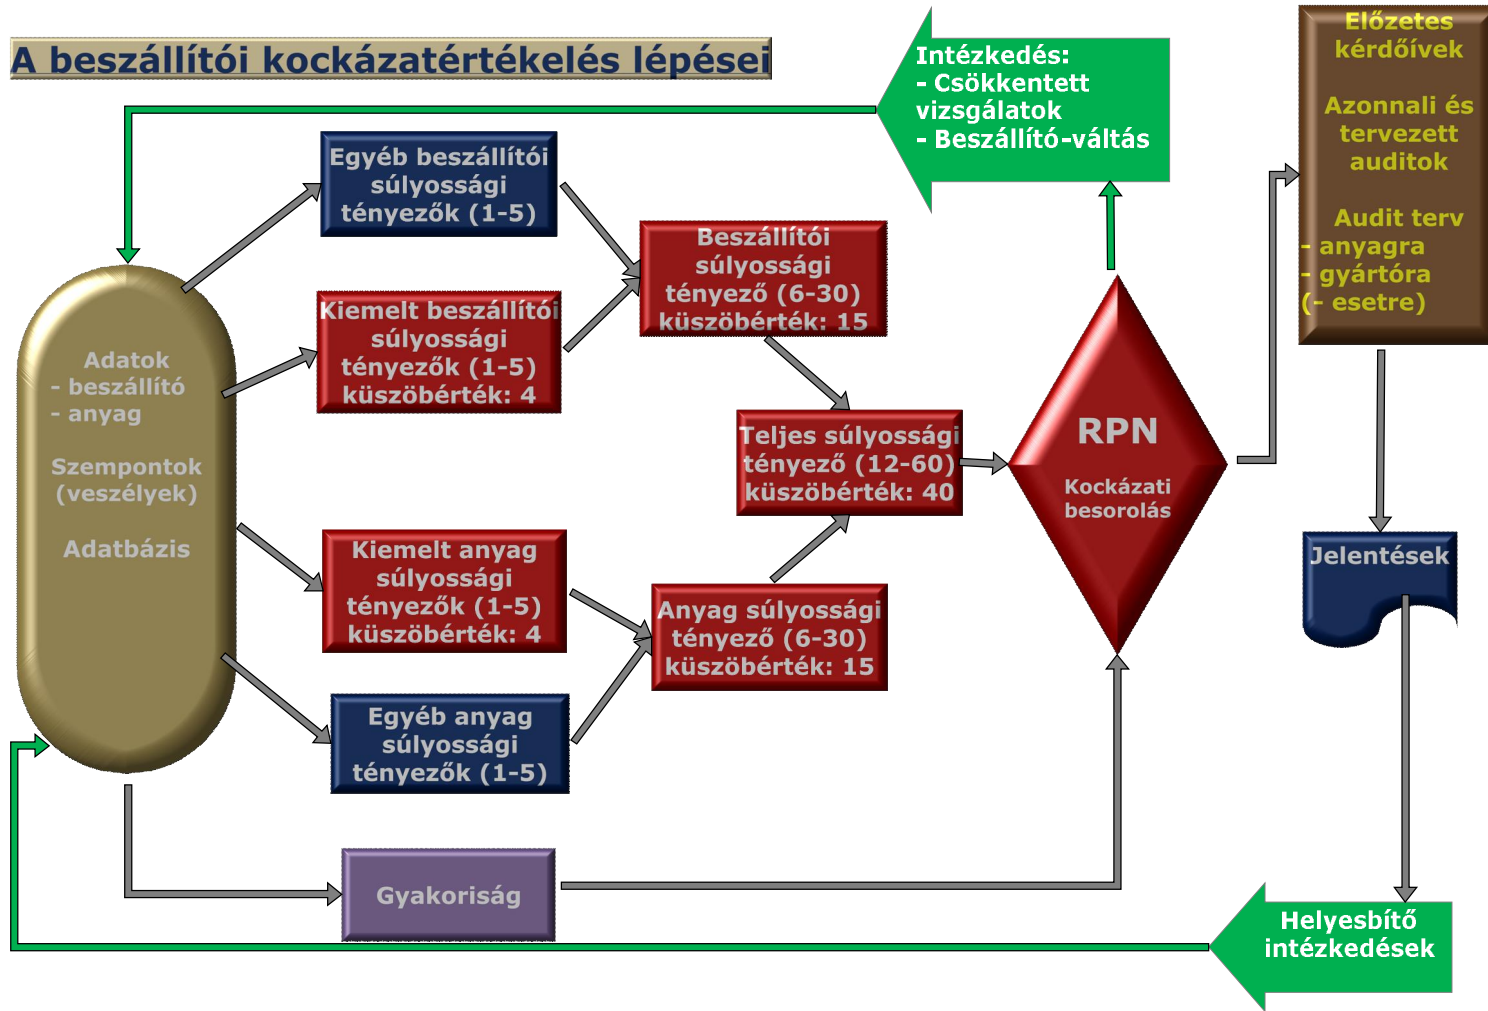 A beszállítói kockázatértékelés lépései
Intézkedés:
- Csökkentett
vizsgálatok
- Beszállító-váltás
Előzetes
kérdőívek
Azonnali és
tervezett
auditok
Audit terv
- anyagra
- gyártóra
(- esetre)
Egyéb beszállítói
súlyossági
tényezők (1-5)
Beszállítói
súlyossági
tényező (6-30)
küszöbérték: 15
Kiemelt beszállítói
súlyossági
tényezők (1-5)
küszöbérték: 4
Adatok
- beszállító
- anyag
Szempontok
(veszélyek)
Adatbázis
Teljes súlyossági
tényező (12-60)
küszöbérték: 40
RPN
Kockázati
besorolás
Kiemelt anyag
súlyossági
tényezők (1-5)
küszöbérték: 4
Anyag súlyossági
tényező (6-30)
küszöbérték: 15
Jelentések
Egyéb anyag
súlyossági
tényezők (1-5)
Gyakoriság
Helyesbítő
intézkedések